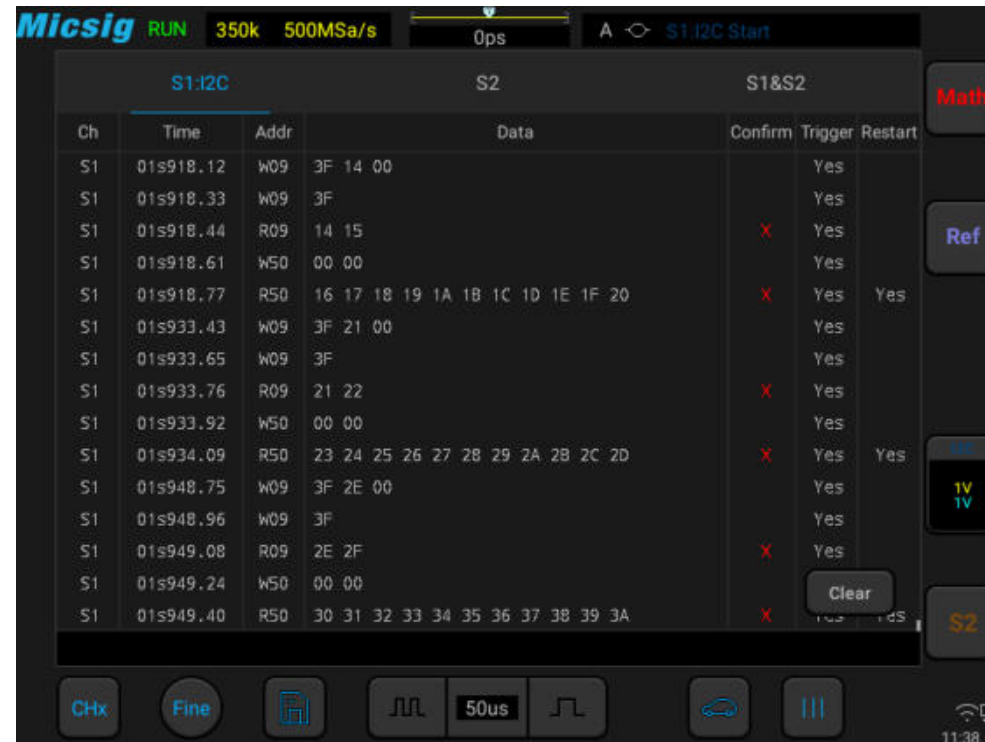 Micsig RUN 350k 500MSa/s 0ps A S1:I2C Start
S1:I2C S2 S1&S2
Math
Ch Time Addr Data Confirm Trigger Restart
S1 01s918.12 W09 3F 14 00 Yes
S1 01s918.33 W09 3F Yes
S1 01s918.44 R09 14 15 X Yes
Ref
S1 01s918.61 W50 00 00 Yes
S1 01s918.77 R50 16 17 18 19 1A 1B 1C 1D 1E 1F 20 X Yes Yes
S1 01s933.43 W09 3F 21 00 Yes
S1 01s933.65 W09 3F Yes
S1 01s933.76 R09 21 22 X Yes
S1 01s933.92 W50 00 00 Yes
S1 01s934.09 R50 23 24 25 26 27 28 29 2A 2B 2C 2D X Yes Yes
S1 01s948.75 W09 3F 2E 00 Yes
1V
1V
S1 01s948.96 W09 3F Yes
S1 01s949.08 R09 2E 2F X Yes
S1 01s949.24 W50 00 00
Clear
S1 01s949.40 R50 30 31 32 33 34 35 36 37 38 39 3A X Yes Yes
S2
CHx Fine 50us
11:38